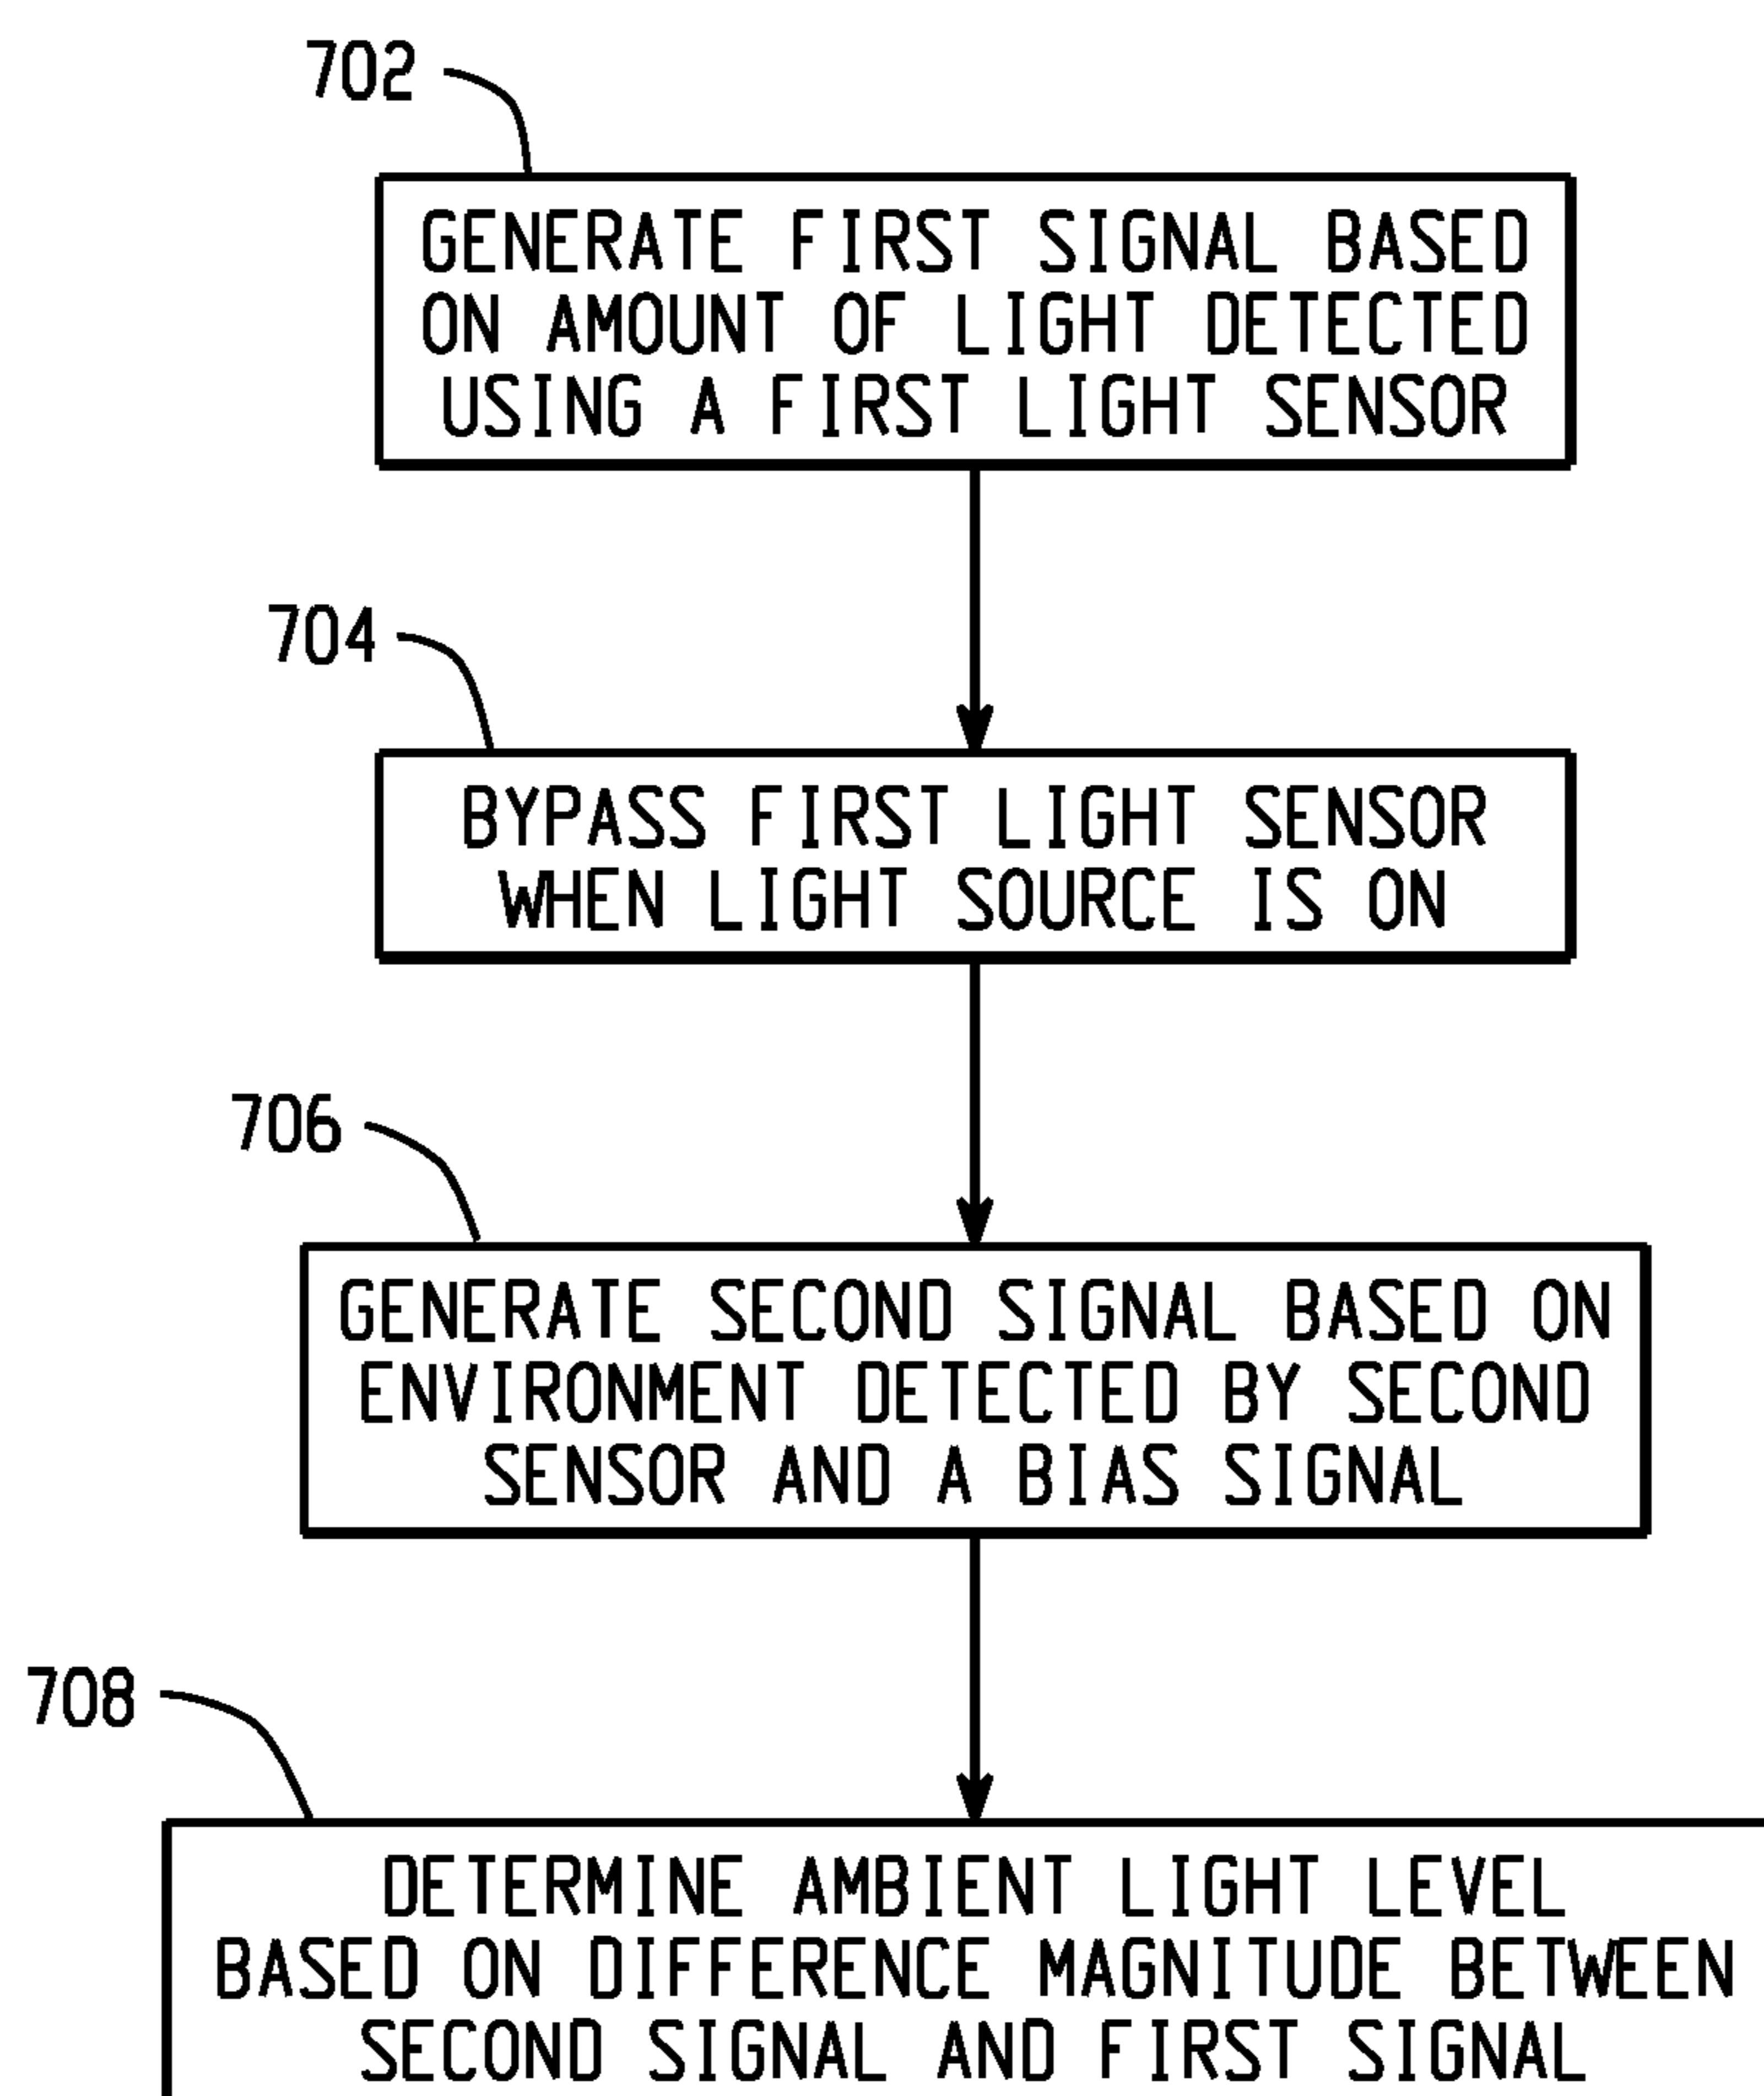 702
GENERATE FIRST SIGNAL BASED
ON AMOUNT OF LIGHT DETECTED
USING A FIRST LIGHT SENSOR
704
BYPASS FIRST LIGHT SENSOR
WHEN LIGHT SOURCE IS ON
706
GENERATE SECOND SIGNAL BASED ON
ENVIRONMENT DETECTED BY SECOND
SENSOR AND A BIAS SIGNAL
708
DETERMINE AMBIENT LIGHT LEVEL
BASED ON DIFFERENCE MAGNITUDE BETWEEN
SECOND SIGNAL AND FIRST SIGNAL